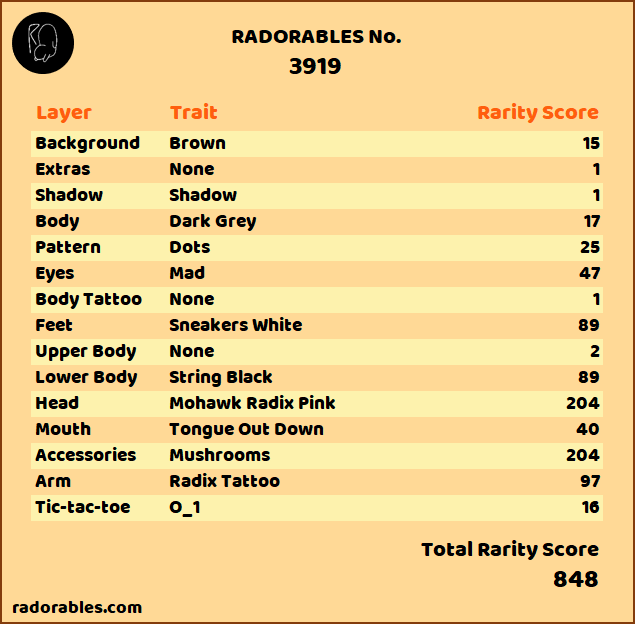 RADORABLES No.
3919
Layer Trait Rarity Score
Background Brown 15
Extras None 1
Shadow Shadow 1
Body Dark Grey 17
Pattern Dots 25
Eyes Mad 47
Body Tattoo None 1
Feet Sneakers White 89
Upper Body None 2
Lower Body String Black 89
Head Mohawk Radix Pink 204
Mouth Tongue Out Down 40
Accessories Mushrooms 204
Arm Radix Tattoo 97
Tic-tac-toe O_1 16
Total Rarity Score
848
radorables.com